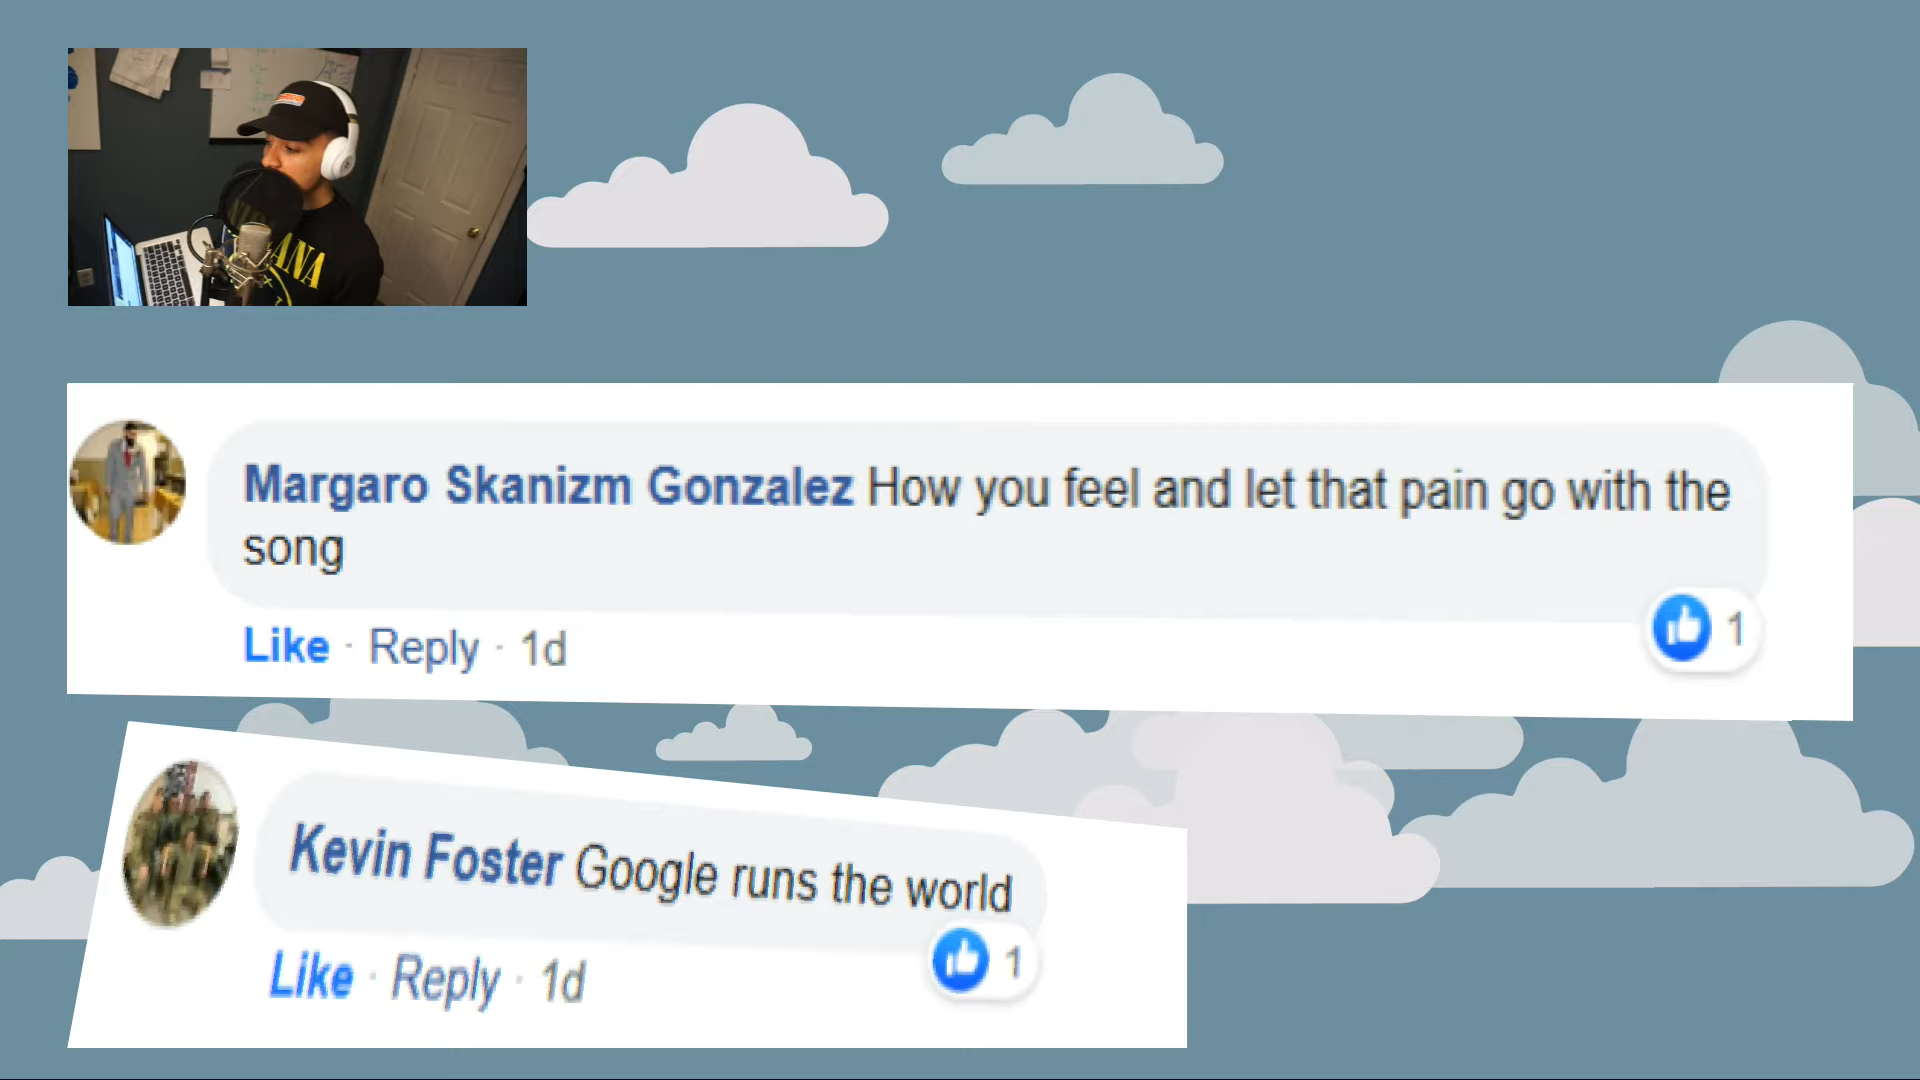 ANA
Margaro Skanizm Gonzalez How you feel and let that pain go with the
song
Like · Reply · 1d
1
Kevin Foster Google runs the world
Like · Reply · 1d
1